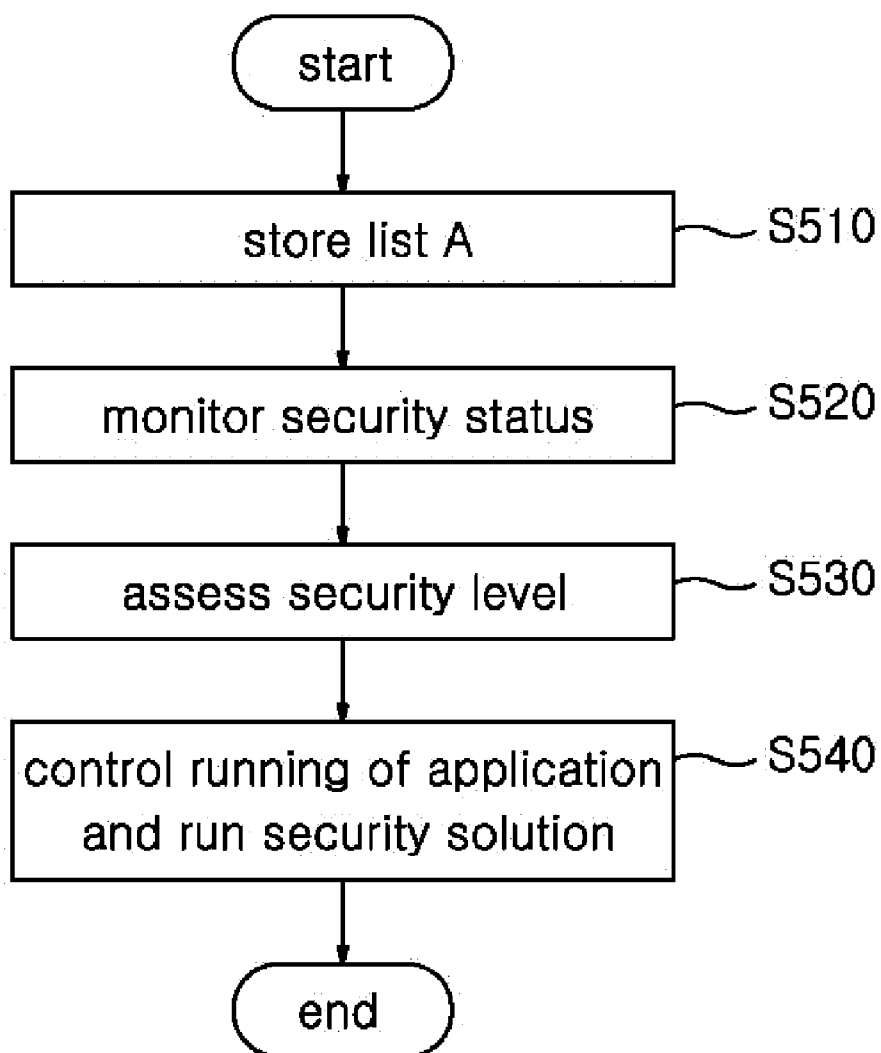 start
store list A
S510
monitor security status
S520
assess security level
S530
control running of application
and run security solution
S540
end